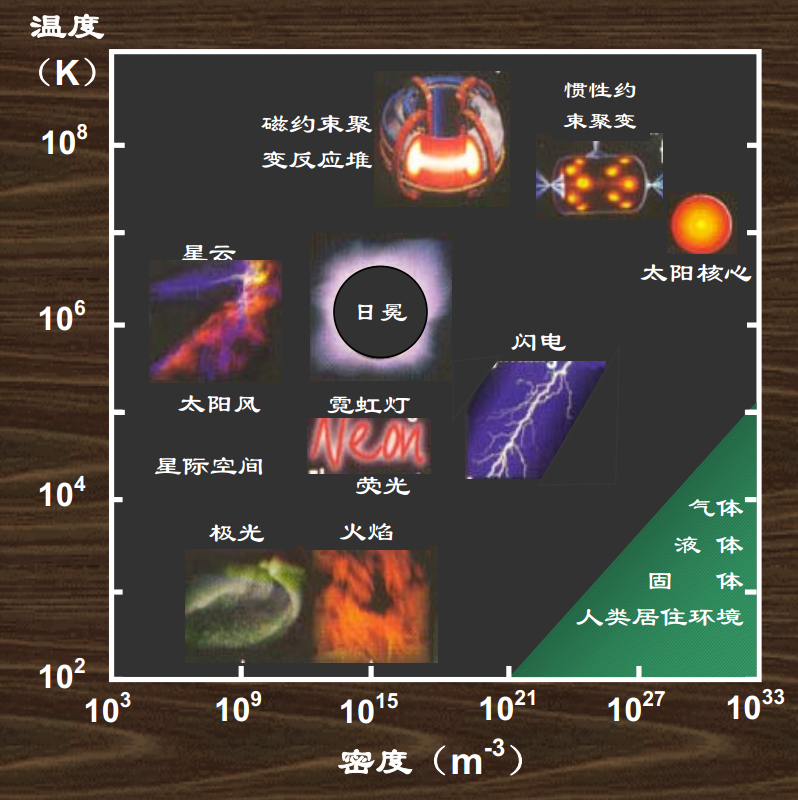 温度
（K）
10⁸
10⁶
10⁴
10²
磁约束聚
变反应堆
惯性约
束聚变
太阳核心
星云
日冕
闪电
太阳风
霓虹灯
Neon
星际空间
荧光
极光
火焰
气体
液 体
固 体
人类居住环境
10³
10⁹
10¹⁵
10²¹
10²⁷
10³³
密度（m⁻³）